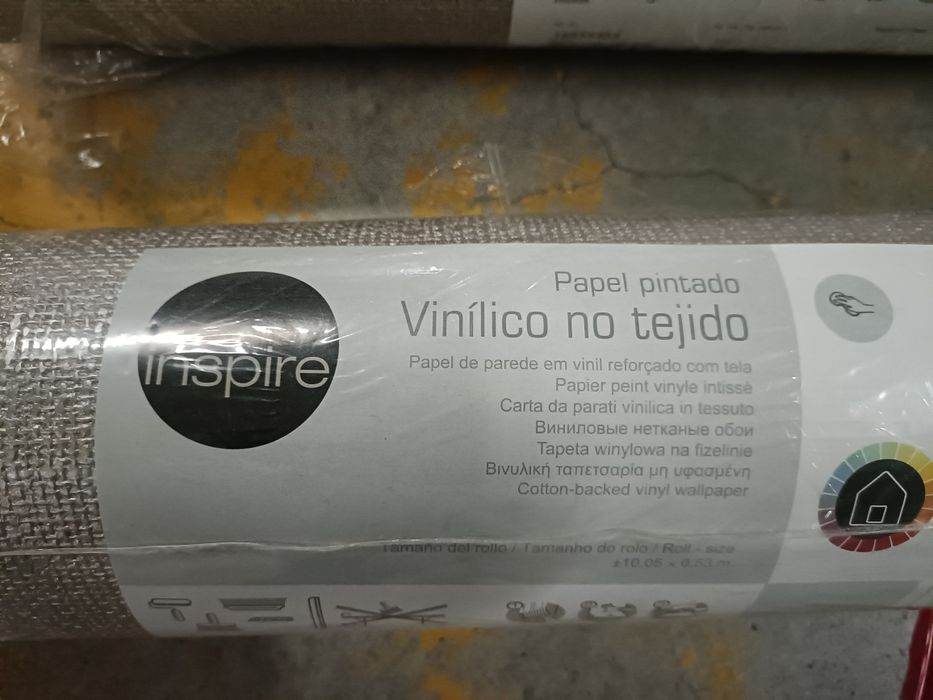 inspire
Papel pintado
Vinílico no tejido
Papel de parede em vinil reforçado com tela
Papier peint vinyle intissè
Carta da parati vinilica in tessuto
Виниловые нетканые обои
Tapeta winylowa na fizelinie
Βινυλική ταπετσαρία μη υφασμένη
Cotton-backed vinyl wallpaper
Tamaño del rollo / Tamanho do rolo / Roll - size
±10.05 x 0.53 m.